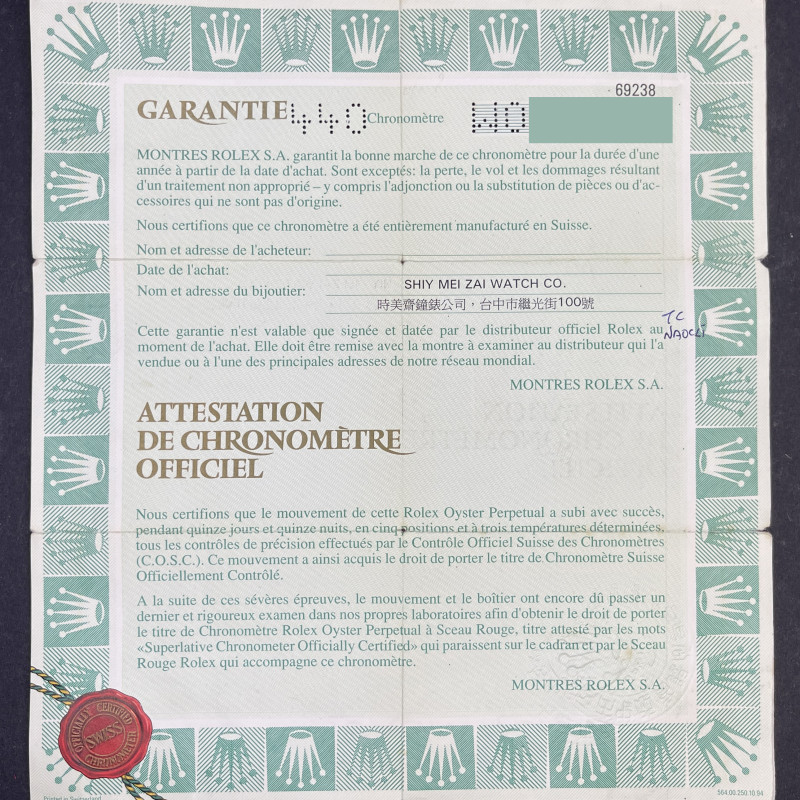 69238
GARANTIE 440 Chronomètre W0
MONTRES ROLEX S.A. garantit la bonne marche de ce chronomètre pour la durée d'une
année à partir de la date d'achat. Sont exceptés: la perte, le vol et les dommages résultant
d'un traitement non approprié – y compris l'adjonction ou la substitution de pièces ou d'ac-
cessoires qui ne sont pas d'origine.
Nous certifions que ce chronomètre a été entièrement manufacturé en Suisse.
Nom et adresse de l'acheteur:
Date de l'achat:
Nom et adresse du bijoutier: SHIY MEI ZAI WATCH CO.
時美齋鐘錶公司，台中市繼光街100號
Cette garantie n'est valable que signée et datée par le distributeur officiel Rolex au
moment de l'achat. Elle doit être remise avec la montre à examiner au distributeur qui l'a
vendue ou à l'une des principales adresses de notre réseau mondial.
TC
MONTRES ROLEX S.A.
ATTESTATION
DE CHRONOMÈTRE
OFFICIEL
Nous certifions que le mouvement de cette Rolex Oyster Perpetual a subi avec succès,
pendant quinze jours et quinze nuits, en cinq positions et à trois températures déterminées,
tous les contrôles de précision effectués par le Contrôle Officiel Suisse des Chronomètres
(C.O.S.C.). Ce mouvement a ainsi acquis le droit de porter le titre de Chronomètre Suisse
Officiellement Contrôlé.
A la suite de ces sévères épreuves, le mouvement et le boîtier ont encore dû passer un
dernier et rigoureux examen dans nos propres laboratoires afin d'obtenir le droit de porter
le titre de Chronomètre Rolex Oyster Perpetual à Sceau Rouge, titre attesté par les mots
«Superlative Chronometer Officially Certified» qui paraissent sur le cadran et par le Sceau
Rouge Rolex qui accompagne ce chronomètre.
MONTRES ROLEX S.A.
OFFICIALLY CERTIFIED
SWISS
CHRONOMETER
Printed in Switzerland
564.00.250.10.94